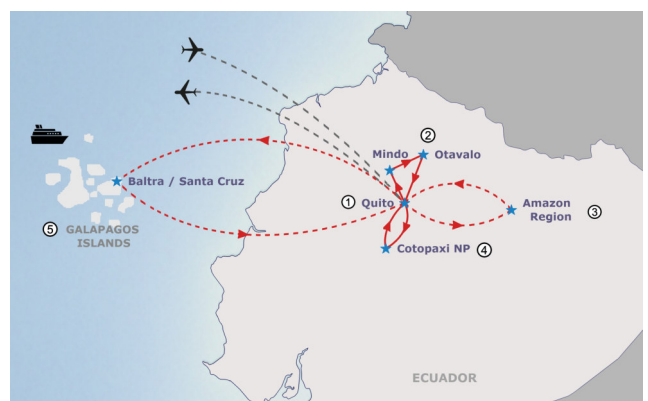 ②
Mindo
Otavalo
Baltra / Santa Cruz
① Quito
Amazon
Region
③
⑤ GALAPAGOS
ISLANDS
Cotopaxi NP ④
ECUADOR